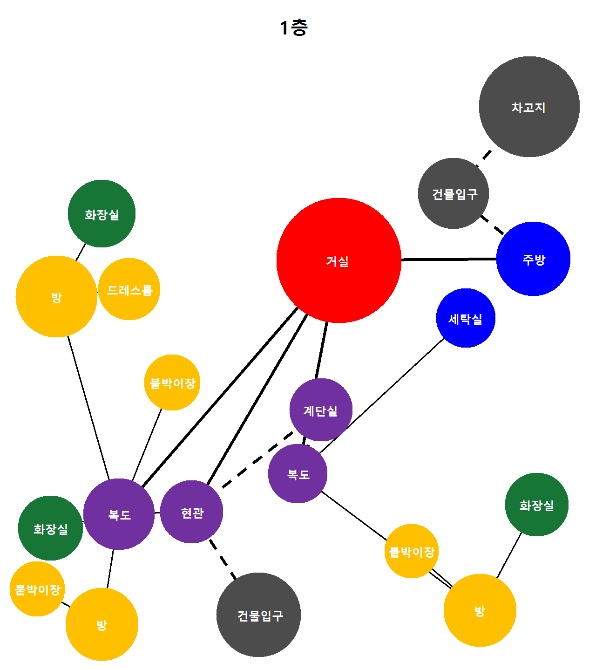 1층
차고지
건물입구
화장실
거실
주방
방
드레스룸
세탁실
붙박이장
계단실
복도
화장실
복도
현관
화장실
붙박이장
붙박이장
방
건물입구
방